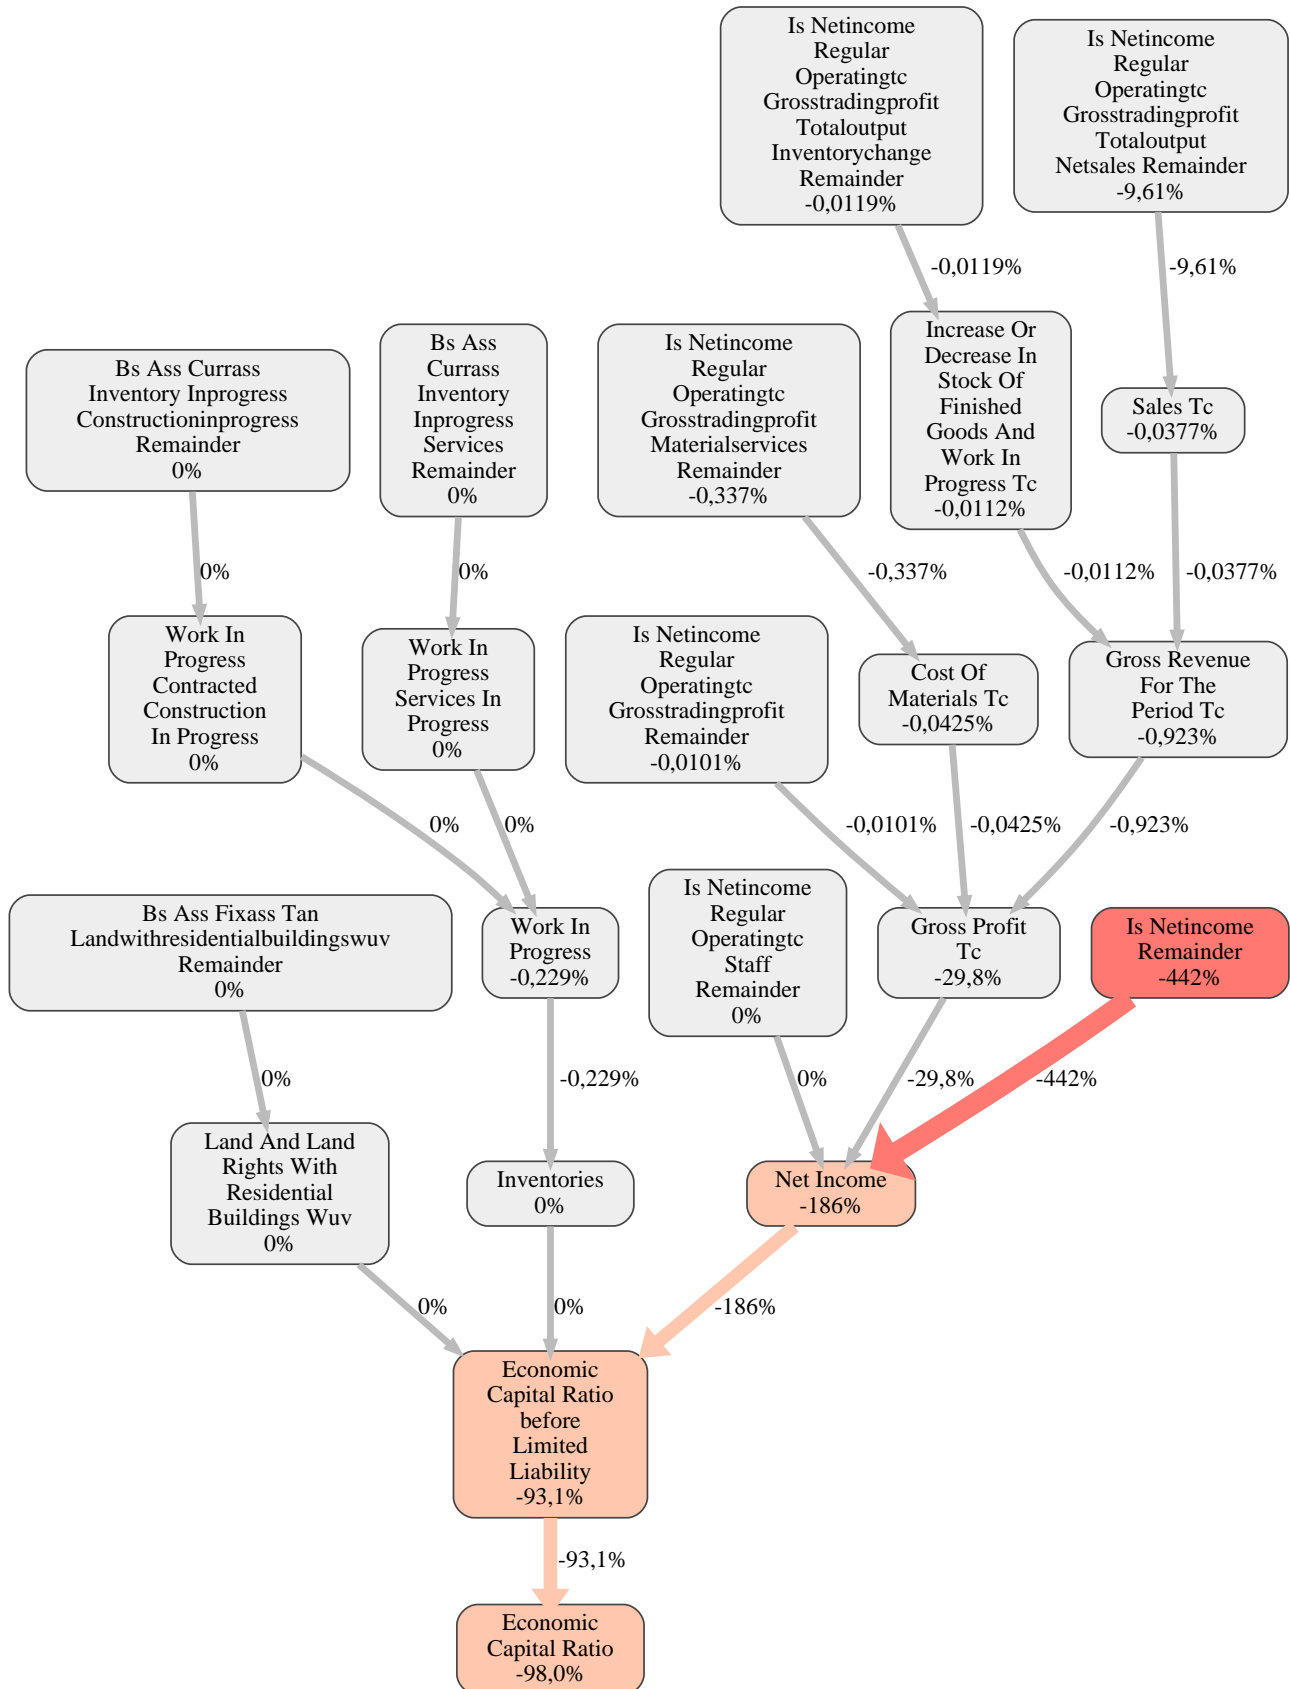 Is Netincome
Regular
Operatingtc
Grosstradingprofit
Totaloutput
Inventorychange
Remainder
-0,0119%
Is Netincome
Regular
Operatingtc
Grosstradingprofit
Totaloutput
Netsales Remainder
-9,61%
-0,0119%
-9,61%
Bs Ass Currass
Inventory Inprogress
Constructioninprogress
Remainder
0%
Bs Ass
Currass
Inventory
Inprogress
Services
Remainder
0%
Is Netincome
Regular
Operatingtc
Grosstradingprofit
Materialservices
Remainder
-0,337%
Increase Or
Decrease In
Stock Of
Finished
Goods And
Work In
Progress Tc
-0,0112%
Sales Tc
-0,0377%
0%
0%
-0,337%
-0,0112%
-0,0377%
Work In
Progress
Contracted
Construction
In Progress
0%
Work In
Progress
Services In
Progress
0%
Is Netincome
Regular
Operatingtc
Grosstradingprofit
Remainder
-0,0101%
Cost Of
Materials Tc
-0,0425%
Gross Revenue
For The
Period Tc
-0,923%
0%
0%
-0,0101%
-0,0425%
-0,923%
Bs Ass Fixass Tan
Landwithresidentialbuildingswuv
Remainder
0%
Work In
Progress
-0,229%
Is Netincome
Regular
Operatingtc
Staff
Remainder
0%
Gross Profit
Tc
-29,8%
Is Netincome
Remainder
-442%
0%
-0,229%
0%
-29,8%
-442%
Land And Land
Rights With
Residential
Buildings Wuv
0%
Inventories
0%
Net Income
-186%
0%
0%
-186%
Economic
Capital Ratio
before
Limited
Liability
-93,1%
-93,1%
Economic
Capital Ratio
-98,0%